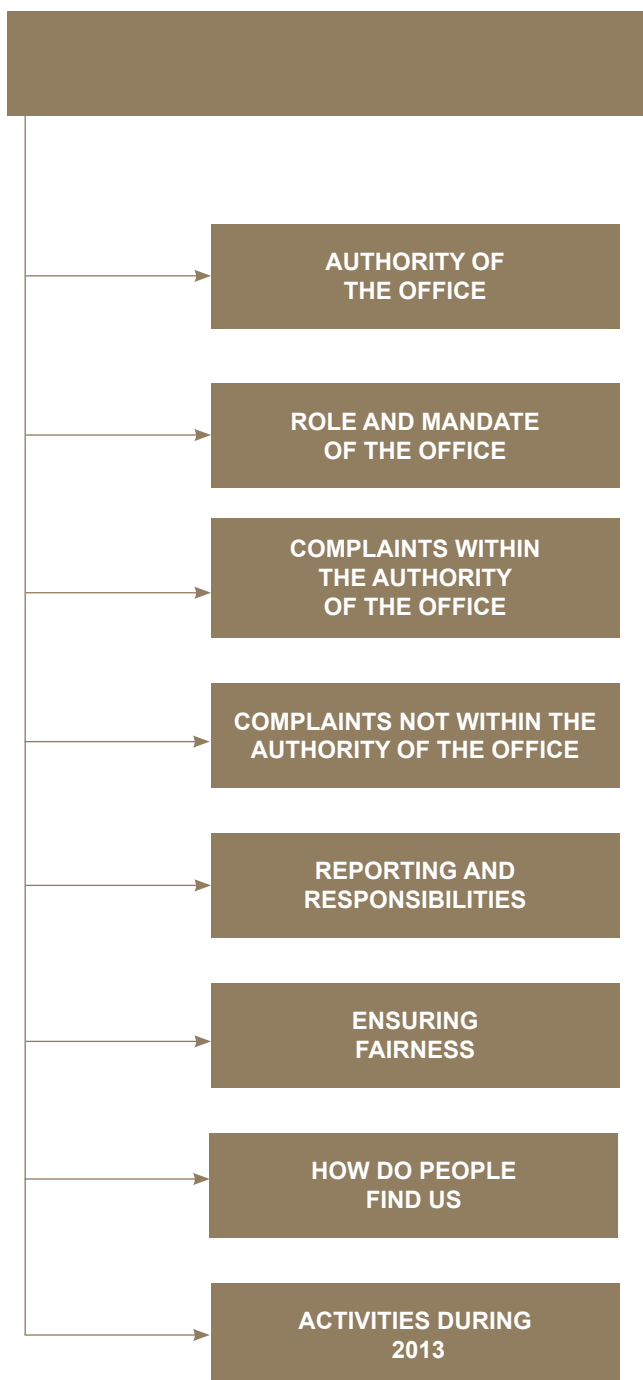 AUTHORITY OF
THE OFFICE
ROLE AND MANDATE
OF THE OFFICE
COMPLAINTS WITHIN
THE AUTHORITY
OF THE OFFICE
COMPLAINTS NOT WITHIN THE
AUTHORITY OF THE OFFICE
REPORTING AND
RESPONSIBILITIES
ENSURING
FAIRNESS
HOW DO PEOPLE
FIND US
ACTIVITIES DURING
2013